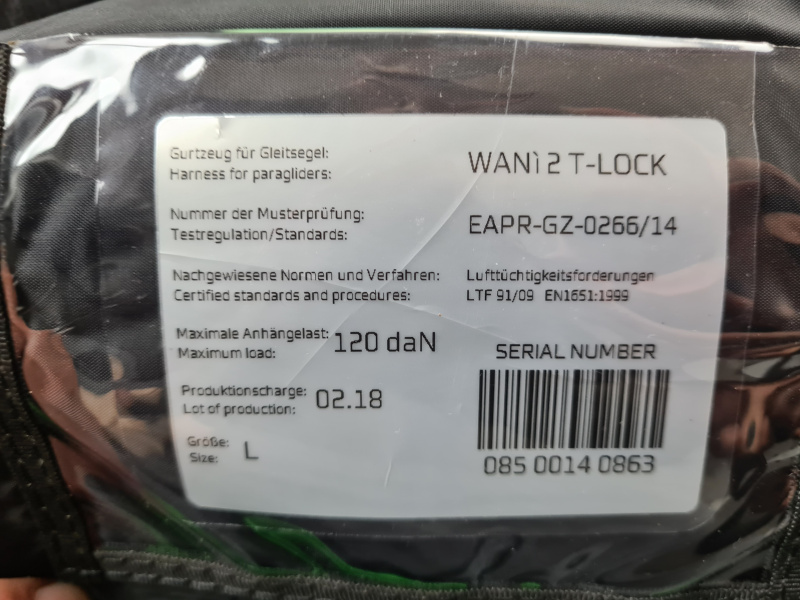 Gurtzeug für Gleitsegel:
Harness for paragliders:
WANI 2 T-LOCK
Nummer der Musterprüfung:
Testregulation/Standards:
EAPR-GZ-0266/14
Nachgewiesene Normen und Verfahren:
Certified standards and procedures:
Lufttüchtigkeitsforderungen
LTF 91/09 EN1651:1999
Maximale Anhängelast:
Maximum load:
120 daN
Produktionscharge:
Lot of production:
02.18
Größe:
Size:
L
SERIAL NUMBER
085 0014 0863